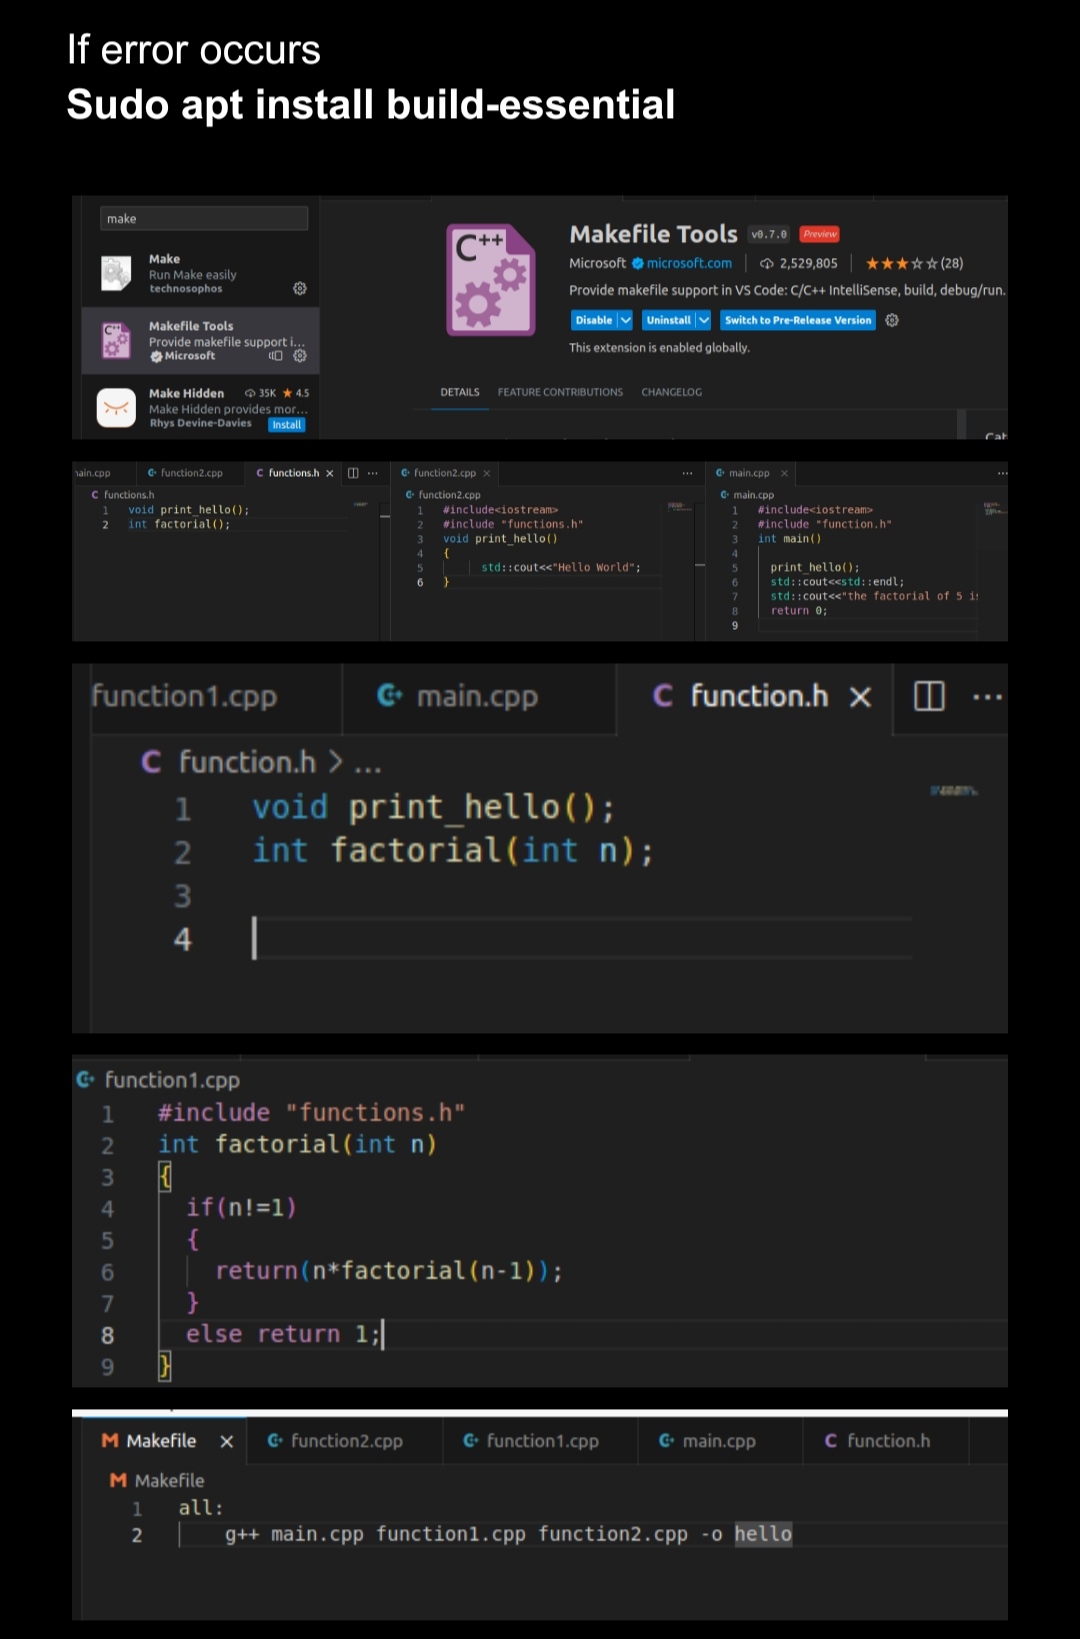 If error occurs
Sudo apt install build-essential
make
Make
Run Make easily
technosophos
C++
Makefile Tools
Provide makefile support i...
Microsoft
Make Hidden 35K ★ 4.5
Make Hidden provides mor...
Rhys Devine-Davies Install
C++
Makefile Tools v0.7.0 Preview
Microsoft microsoft.com 2,529,805 ★★★☆☆ (28)
Provide makefile support in VS Code: C/C++ IntelliSense, build, debug/run.
Disable Uninstall Switch to Pre-Release Version
This extension is enabled globally.
DETAILS FEATURE CONTRIBUTIONS CHANGELOG
main.cpp function2.cpp C functions.h × ...
C functions.h
1 void print_hello();
2 int factorial();
function2.cpp × ...
function2.cpp
1 #include<iostream>
2 #include "functions.h"
3 void print_hello()
4 {
5 std::cout<<"Hello World";
6 }
main.cpp × ...
main.cpp
1 #include<iostream>
2 #include "function.h"
3 int main()
4
5 print_hello();
6 std::cout<<std::endl;
7 std::cout<<"the factorial of 5 i
8 return 0;
9
function1.cpp main.cpp C function.h × ...
C function.h > ...
1 void print_hello();
2 int factorial(int n);
3
4
function1.cpp
1 #include "functions.h"
2 int factorial(int n)
3 {
4 if(n!=1)
5 {
6 return(n*factorial(n-1));
7 }
8 else return 1;
9 }
M Makefile × function2.cpp function1.cpp main.cpp C function.h
M Makefile
1 all:
2 g++ main.cpp function1.cpp function2.cpp -o hello